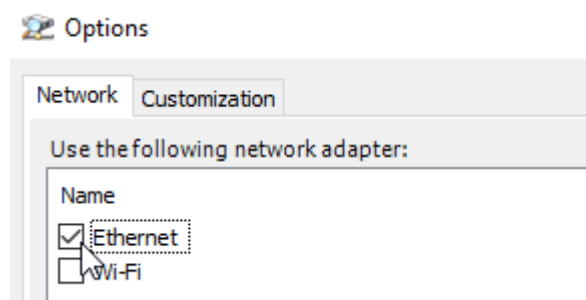 Options
Network Customization
Use the following network adapter:
Name
Ethernet
Wi-Fi